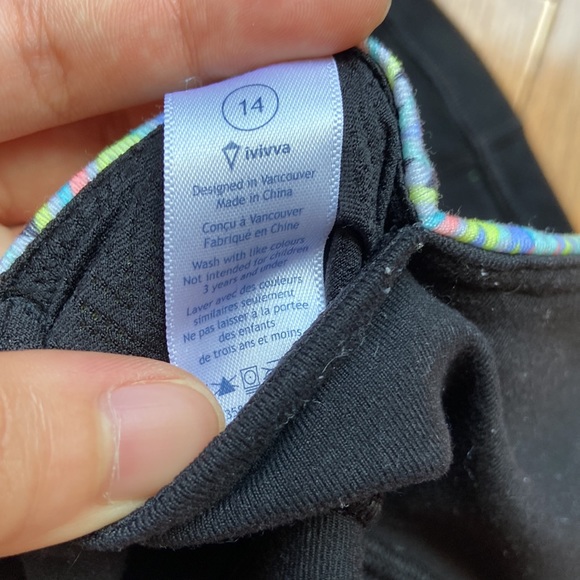 14
ivivva
Designed in Vancouver
Made in China
Conçu à Vancouver
Fabriqué en Chine
Wash with like colours
Not intended for children
3 years and under
Laver avec des couleurs
similaires seulement
Ne pas laisser à la portée
des enfants
de trois ans et moins